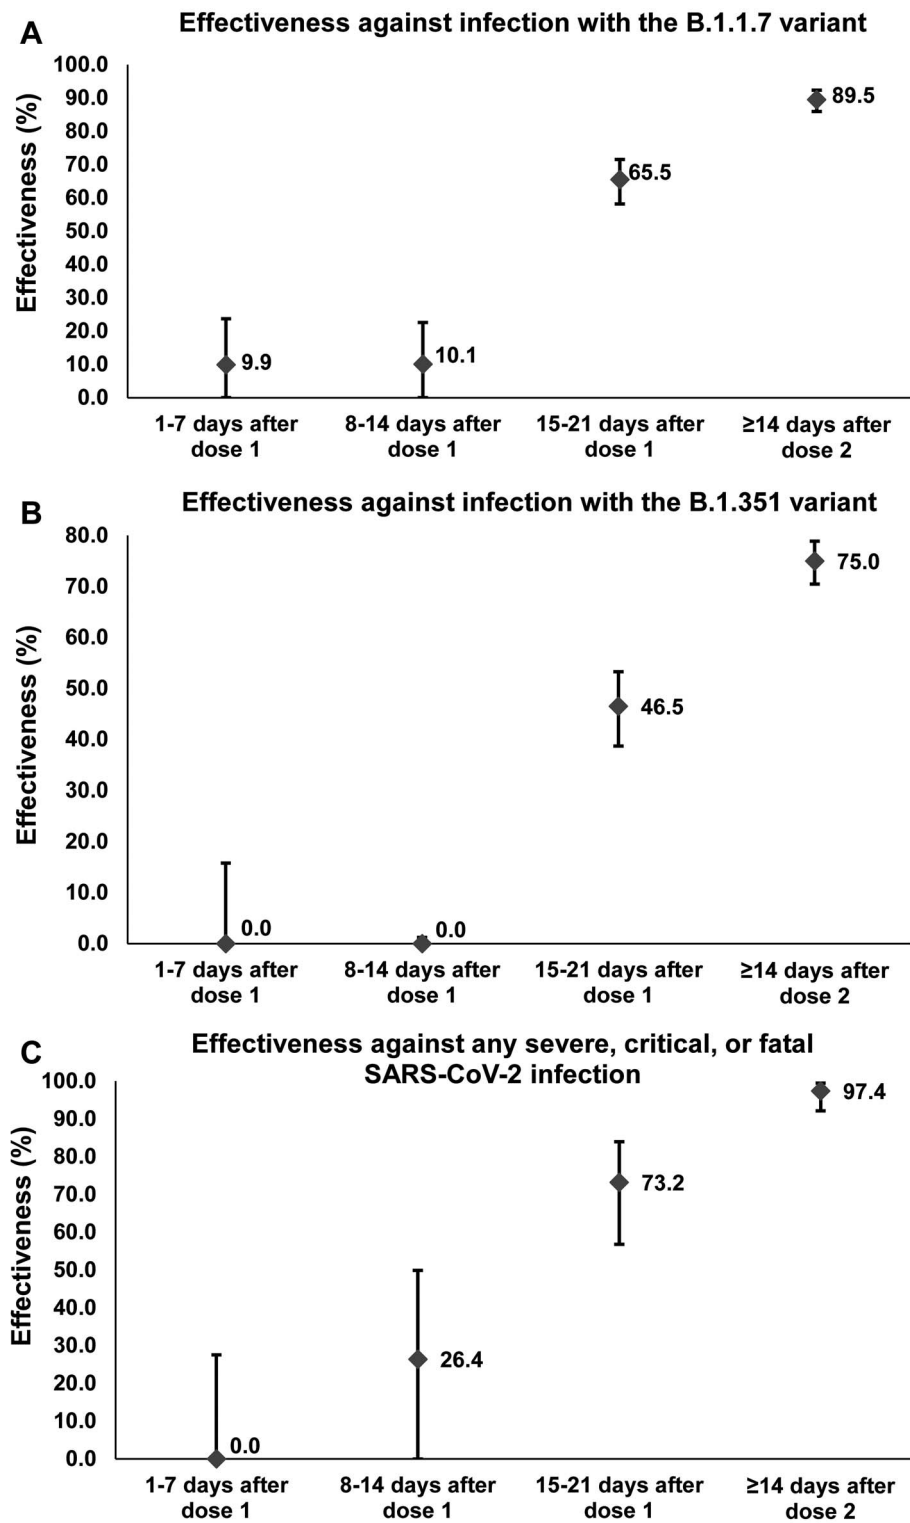 A
Effectiveness against infection with the B.1.1.7 variant
Effectiveness (%)
100.0
90.0
80.0
70.0
60.0
50.0
40.0
30.0
20.0
10.0
0.0
9.9
10.1
65.5
89.5
1-7 days after
dose 1
8-14 days after
dose 1
15-21 days after
dose 1
≥14 days after
dose 2
B
Effectiveness against infection with the B.1.351 variant
Effectiveness (%)
80.0
70.0
60.0
50.0
40.0
30.0
20.0
10.0
0.0
0.0
0.0
46.5
75.0
1-7 days after
dose 1
8-14 days after
dose 1
15-21 days after
dose 1
≥14 days after
dose 2
C
Effectiveness against any severe, critical, or fatal
SARS-CoV-2 infection
Effectiveness (%)
100.0
90.0
80.0
70.0
60.0
50.0
40.0
30.0
20.0
10.0
0.0
0.0
26.4
73.2
97.4
1-7 days after
dose 1
8-14 days after
dose 1
15-21 days after
dose 1
≥14 days after
dose 2